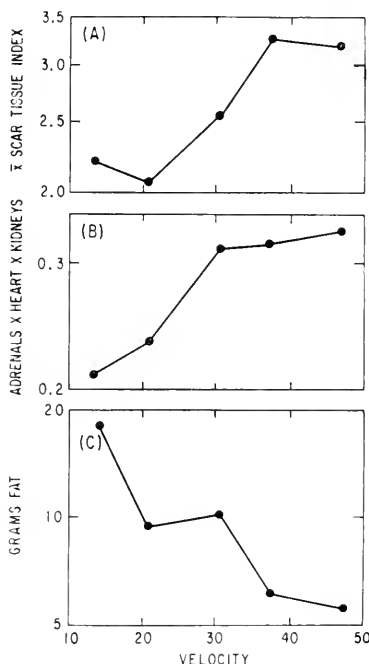 (A)
x̄ SCAR TISSUE INDEX
3.5
3.0
2.5
2.0
(B)
ADRENALS X HEART X KIDNEYS
0.3
0.2
(C)
GRAMS FAT
20
10
5
10 20 30 40 50
VELOCITY